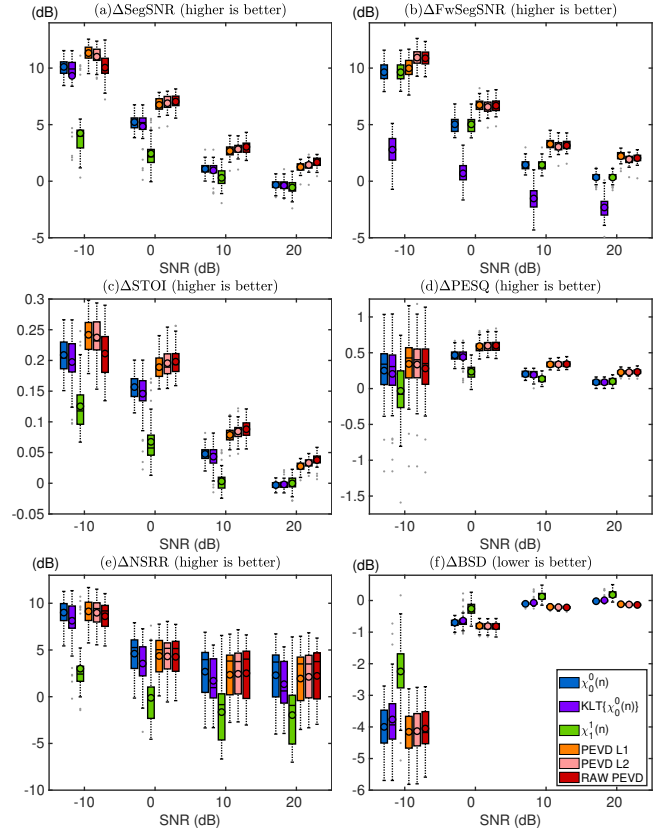 (dB) (a)ΔSegSNR (higher is better)
10
5
0
-5
-10 0 10 20
SNR (dB)
(dB) (b)ΔFwSegSNR (higher is better)
10
5
0
-5
-10 0 10 20
SNR (dB)
(c)ΔSTOI (higher is better)
0.3
0.25
0.2
0.15
0.1
0.05
0
-0.05
-10 0 10 20
SNR (dB)
(d)ΔPESQ (higher is better)
1
0.5
0
-0.5
-1
-1.5
-10 0 10 20
SNR (dB)
(dB) (e)ΔNSRR (higher is better)
10
5
0
-5
-10
-10 0 10 20
SNR (dB)
(dB) (f)ΔBSD (lower is better)
1
0
-1
-2
-3
-4
-5
-6
-10 0 10 20
SNR (dB)
χ₀⁰(n)
KLT{χ₀⁰(n)}
χ₁¹(n)
PEVD L1
PEVD L2
RAW PEVD